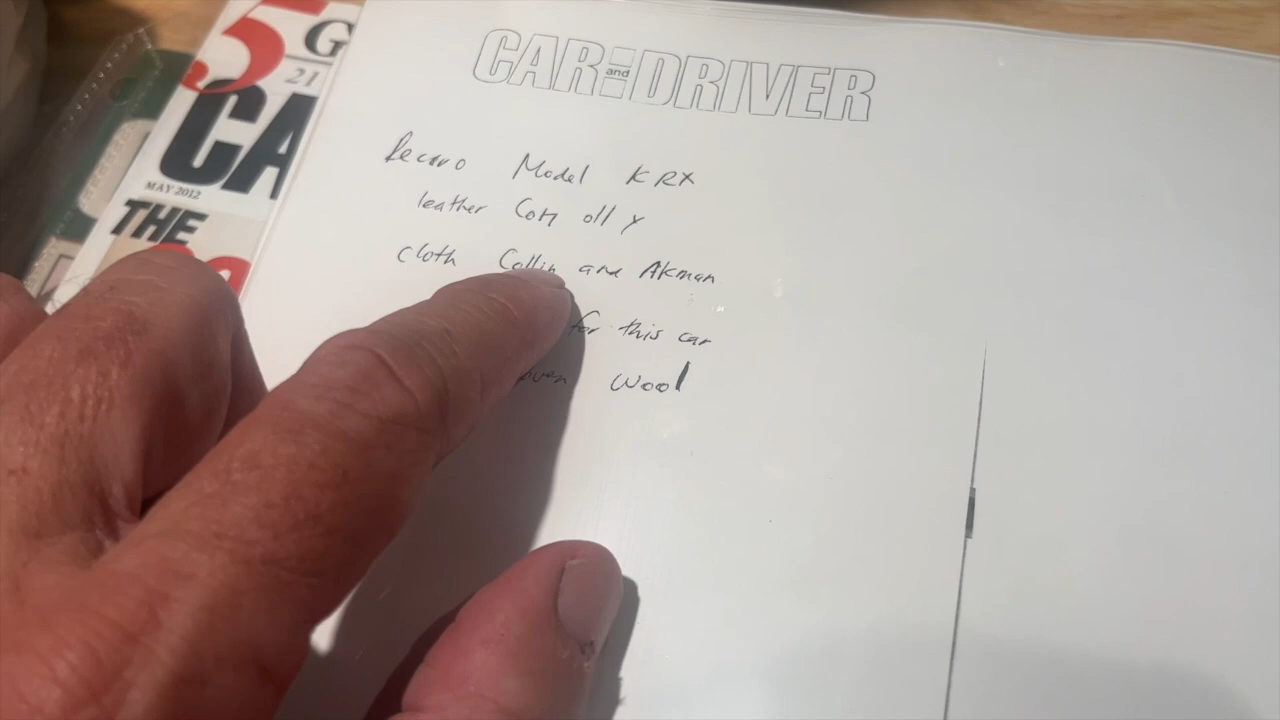 5
G
21
CA
MAY 2012
THE
CAR and DRIVER
Recaro Model KRX
leather Connolly
cloth Collin and Akman
for this car
wool